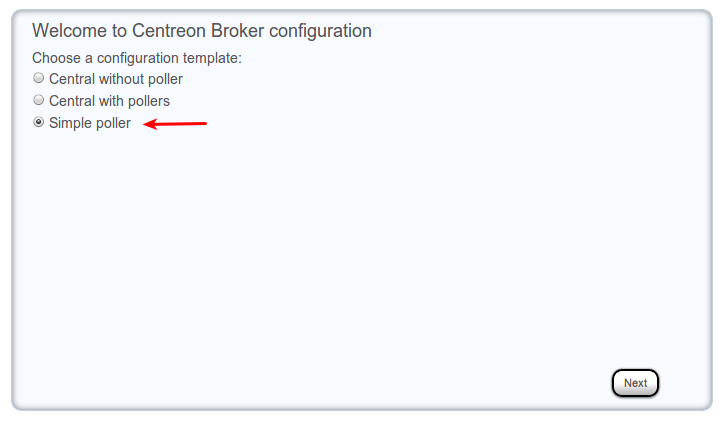 Welcome to Centreon Broker configuration
Choose a configuration template:
Central without poller
Central with pollers
Simple poller
Next